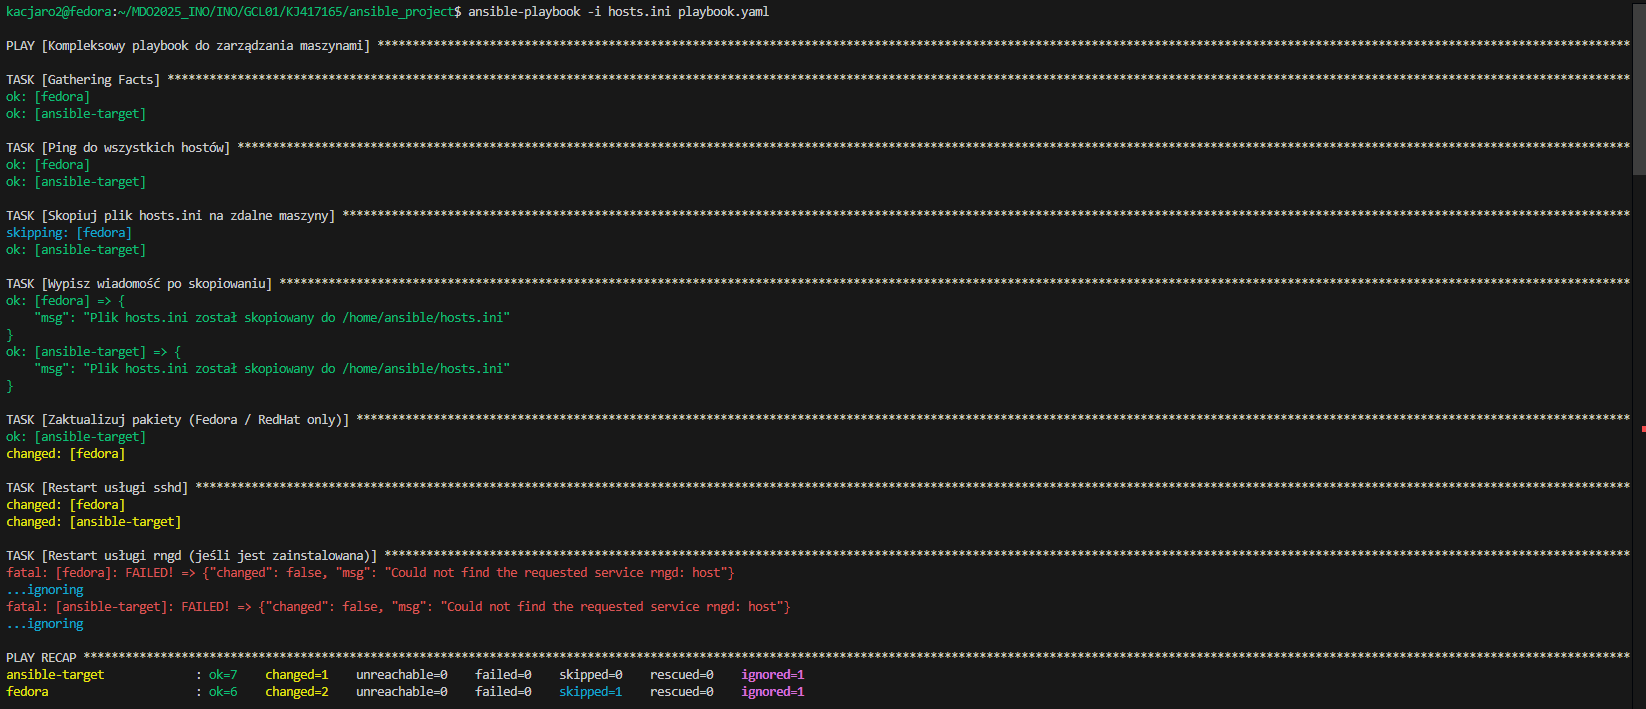 kacjaro2@fedora:~/MDO2025_INO/INO/GCL01/KJ417165/ansible_project$ ansible-playbook -i hosts.ini playbook.yaml
PLAY [Kompleksowy playbook do zarządzania maszynami] ******************************************************************************************
TASK [Gathering Facts] ******************************************************************************************
ok: [fedora]
ok: [ansible-target]
TASK [Ping do wszystkich hostów] ******************************************************************************************
ok: [fedora]
ok: [ansible-target]
TASK [Skopiuj plik hosts.ini na zdalne maszyny] ******************************************************************************************
skipping: [fedora]
ok: [ansible-target]
TASK [Wypisz wiadomość po skopiowaniu] ******************************************************************************************
ok: [fedora] => {
    "msg": "Plik hosts.ini został skopiowany do /home/ansible/hosts.ini"
}
ok: [ansible-target] => {
    "msg": "Plik hosts.ini został skopiowany do /home/ansible/hosts.ini"
}
TASK [Zaktualizuj pakiety (Fedora / RedHat only)] ******************************************************************************************
ok: [ansible-target]
changed: [fedora]
TASK [Restart usługi sshd] ******************************************************************************************
changed: [fedora]
changed: [ansible-target]
TASK [Restart usługi rngd (jeśli jest zainstalowana)] ******************************************************************************************
fatal: [fedora]: FAILED! => {"changed": false, "msg": "Could not find the requested service rngd: host"}
...ignoring
fatal: [ansible-target]: FAILED! => {"changed": false, "msg": "Could not find the requested service rngd: host"}
...ignoring
PLAY RECAP ******************************************************************************************
ansible-target             : ok=7    changed=1    unreachable=0    failed=0    skipped=0    rescued=0    ignored=1
fedora                     : ok=6    changed=2    unreachable=0    failed=0    skipped=1    rescued=0    ignored=1